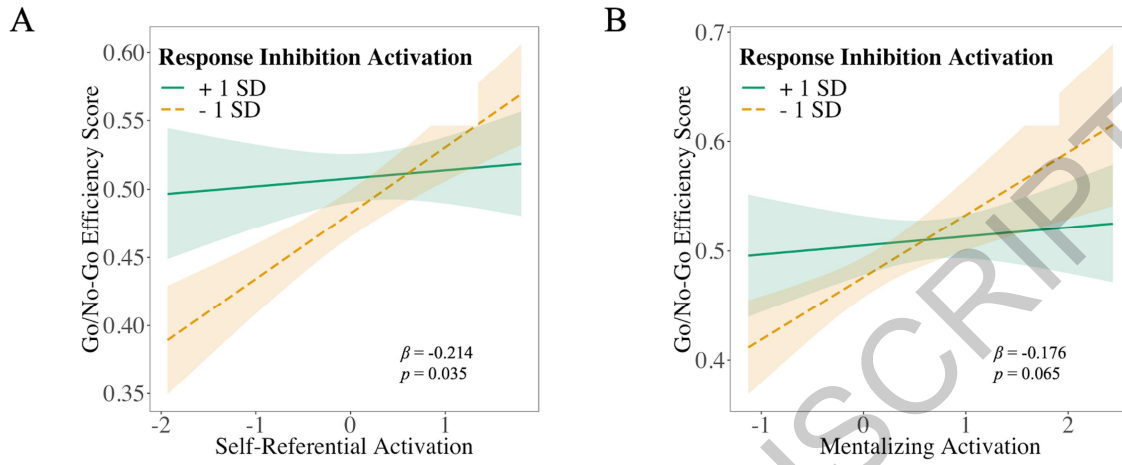 A
Response Inhibition Activation
+ 1 SD
- 1 SD
Go/No-Go Efficiency Score
0.60
0.55
0.50
0.45
0.40
0.35
β = -0.214
p = 0.035
-2
-1
0
1
Self-Referential Activation
B
Response Inhibition Activation
+ 1 SD
- 1 SD
Go/No-Go Efficiency Score
0.7
0.6
0.5
0.4
β = -0.176
p = 0.065
-1
0
1
2
Mentalizing Activation
USCRIPT